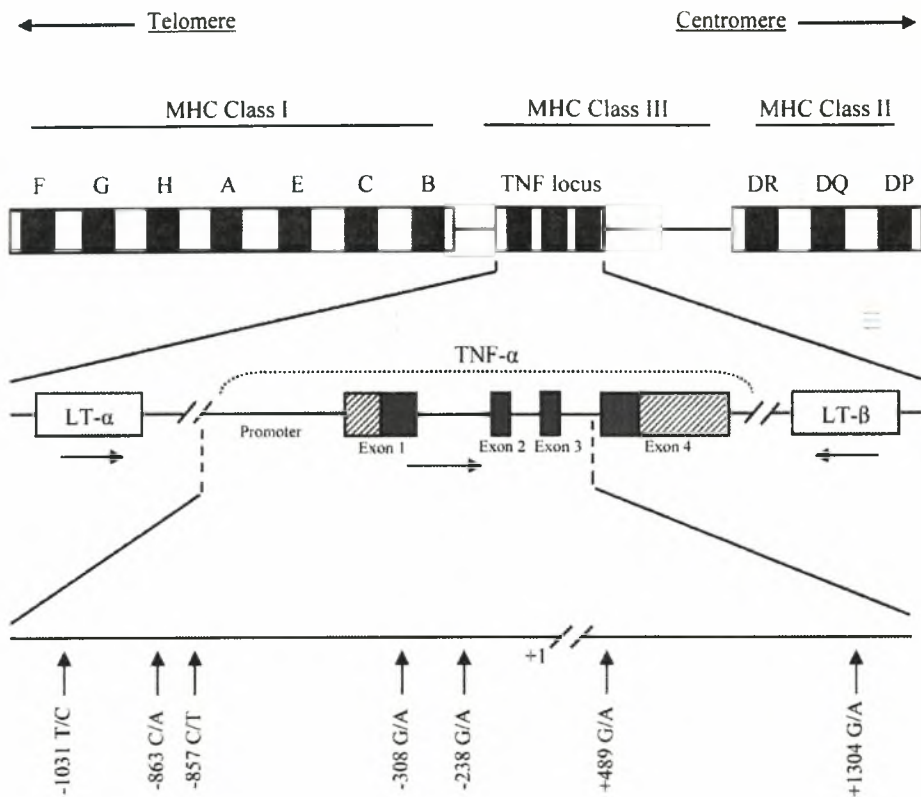 Telomere Centromere
MHC Class I MHC Class III MHC Class II
F G H A E C B TNF locus DR DQ DP
TNF-α
LT-α LT-β
Promoter Exon 1 Exon 2 Exon 3 Exon 4
+1
-1031 T/C
-863 C/A
-857 C/T
-308 G/A
-238 G/A
+489 G/A
+1304 G/A